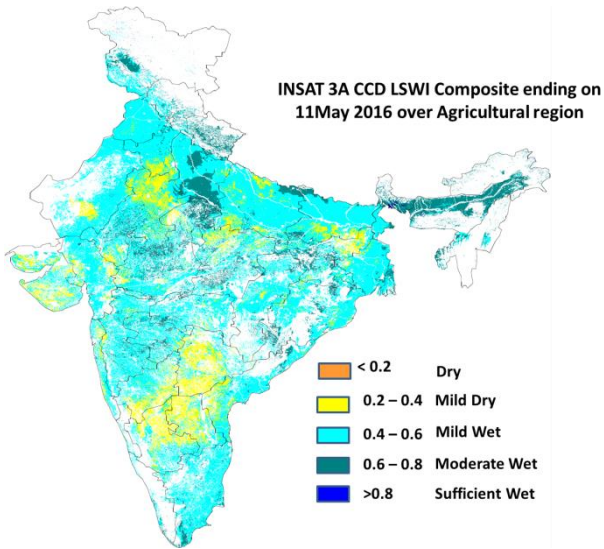 INSAT 3A CCD LSWI Composite ending on
11May 2016 over Agricultural region
< 0.2 Dry
0.2 – 0.4 Mild Dry
0.4 – 0.6 Mild Wet
0.6 – 0.8 Moderate Wet
>0.8 Sufficient Wet